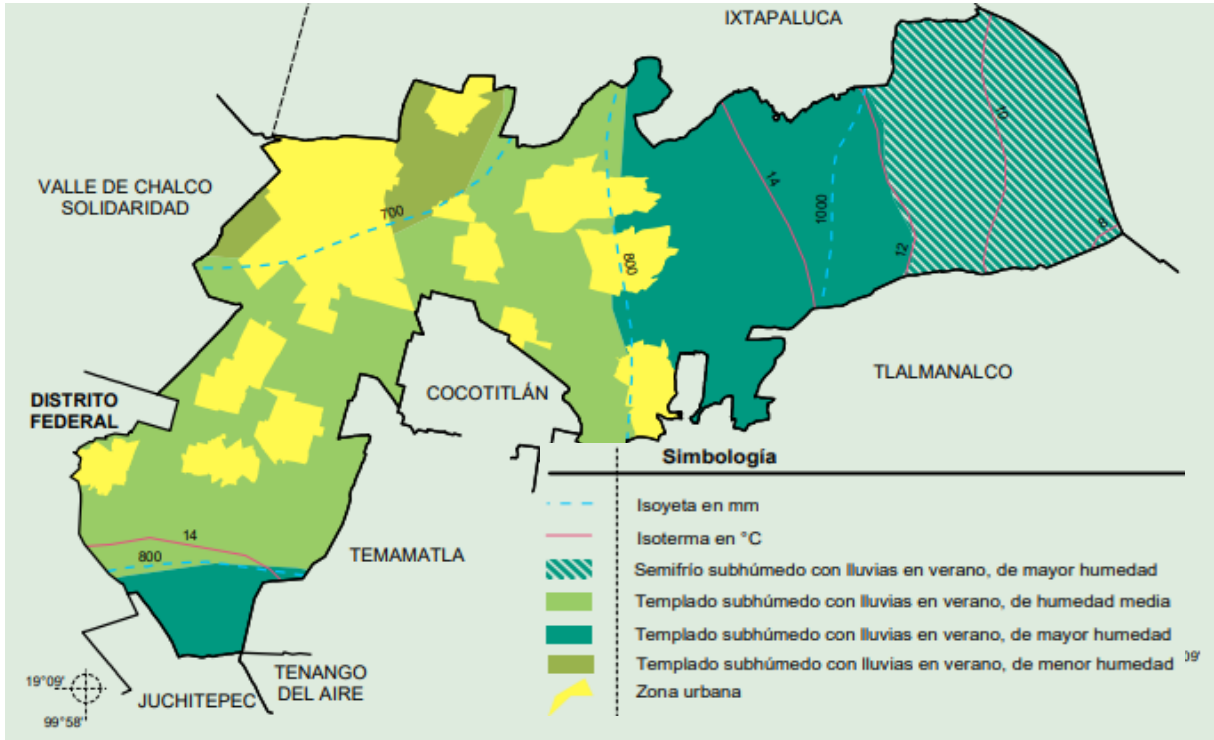 IXTAPALUCA
10
VALLE DE CHALCO
SOLIDARIDAD
14
700
1000
8
12
800
TLALMANALCO
COCOTITLÁN
DISTRITO
FEDERAL
Simbología
Isoyeta en mm
Isoterma en °C
Semifrío subhúmedo con lluvias en verano, de mayor humedad
Templado subhúmedo con lluvias en verano, de humedad media
Templado subhúmedo con lluvias en verano, de mayor humedad
Templado subhúmedo con lluvias en verano, de menor humedad
Zona urbana
14
800
TEMAMATLA
TENANGO
DEL AIRE
JUCHITEPEC
19°09'
99°58'
09'